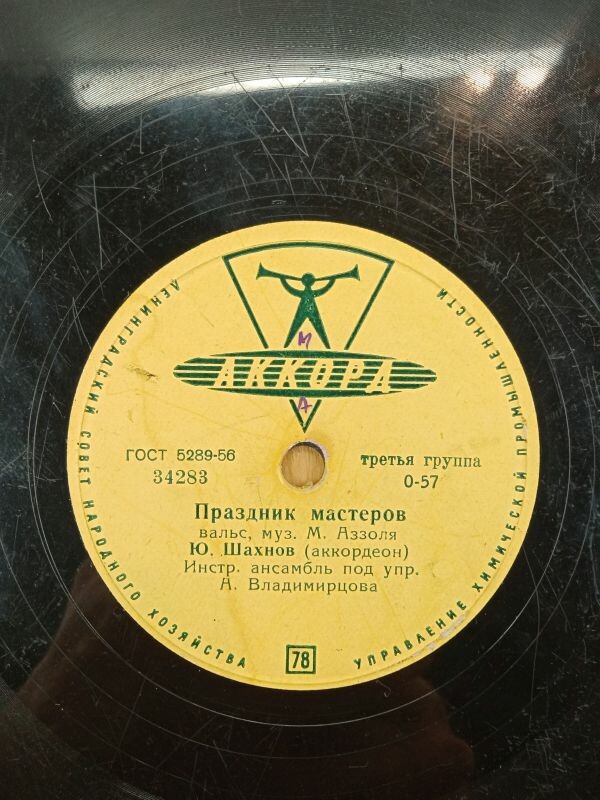 ЛЕНИНГРАДСКИЙ СОВЕТ НАРОДНОГО ХОЗЯЙСТВА
УПРАВЛЕНИЕ ХИМИЧЕСКОЙ ПРОМЫШЛЕННОСТИ
М
АККОРД
А
ГОСТ 5289-56
34283
третья группа
0-57
Праздник мастеров
вальс, муз. М. Аззоля
Ю. Шахнов (аккордеон)
Инстр. ансамбль под упр.
А. Владимирцова
78